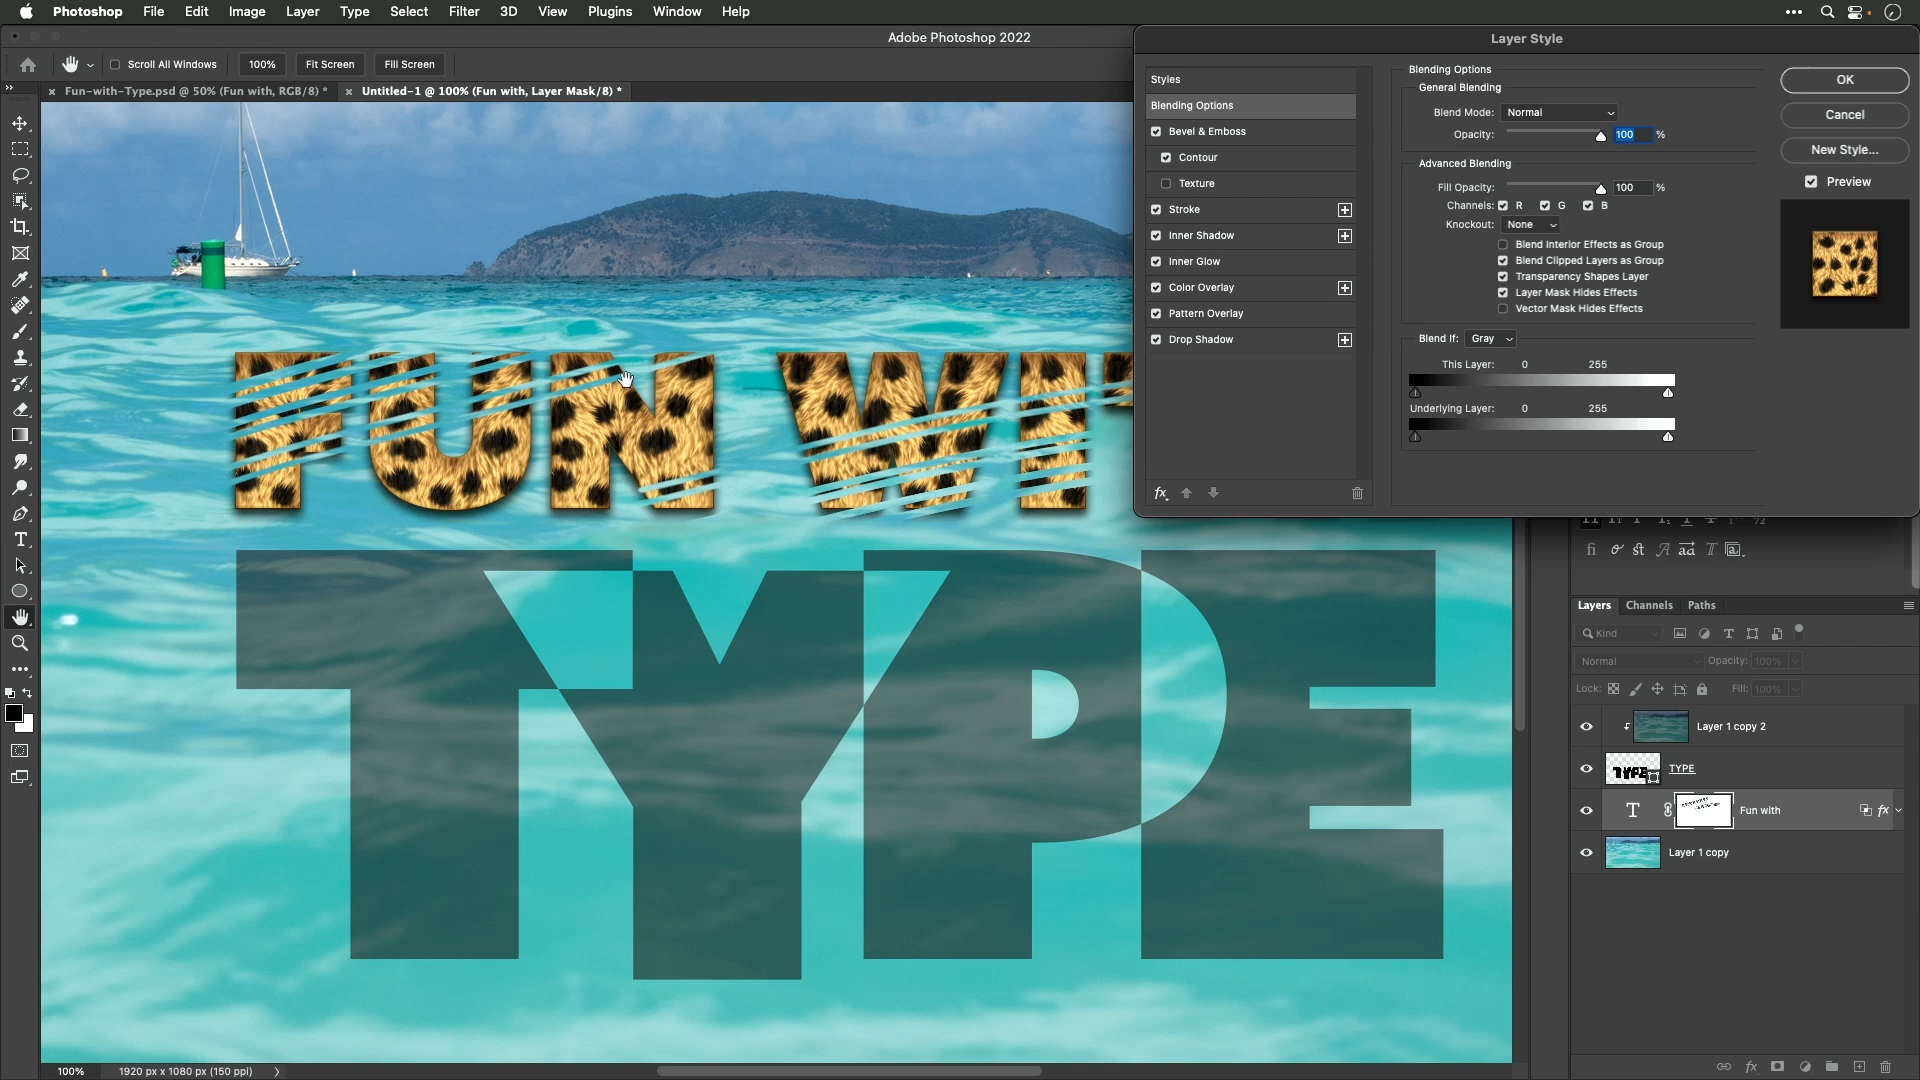 Photoshop File Edit Image Layer Type Select Filter 3D View Plugins Window Help
Adobe Photoshop 2022
Scroll All Windows 100% Fit Screen Fill Screen
Fun-with-Type.psd @ 50% (Fun with, RGB/8) *
Untitled-1 @ 100% (Fun with, Layer Mask/8) *
FUN WIT
TYPE
Layer Style
Styles
Blending Options
Bevel & Emboss
Contour
Texture
Stroke
Inner Shadow
Inner Glow
Color Overlay
Pattern Overlay
Drop Shadow
fx
Blending Options
General Blending
Blend Mode: Normal
Opacity: 100 %
Advanced Blending
Fill Opacity: 100 %
Channels: R G B
Knockout: None
Blend Interior Effects as Group
Blend Clipped Layers as Group
Transparency Shapes Layer
Layer Mask Hides Effects
Vector Mask Hides Effects
Blend If: Gray
This Layer: 0 255
Underlying Layer: 0 255
OK
Cancel
New Style...
Preview
Layers Channels Paths
Kind
Normal Opacity: 100%
Lock: Fill: 100%
Layer 1 copy 2
TYPE
Fun with fx
Layer 1 copy
fx
100% 1920 px x 1080 px (150 ppi)